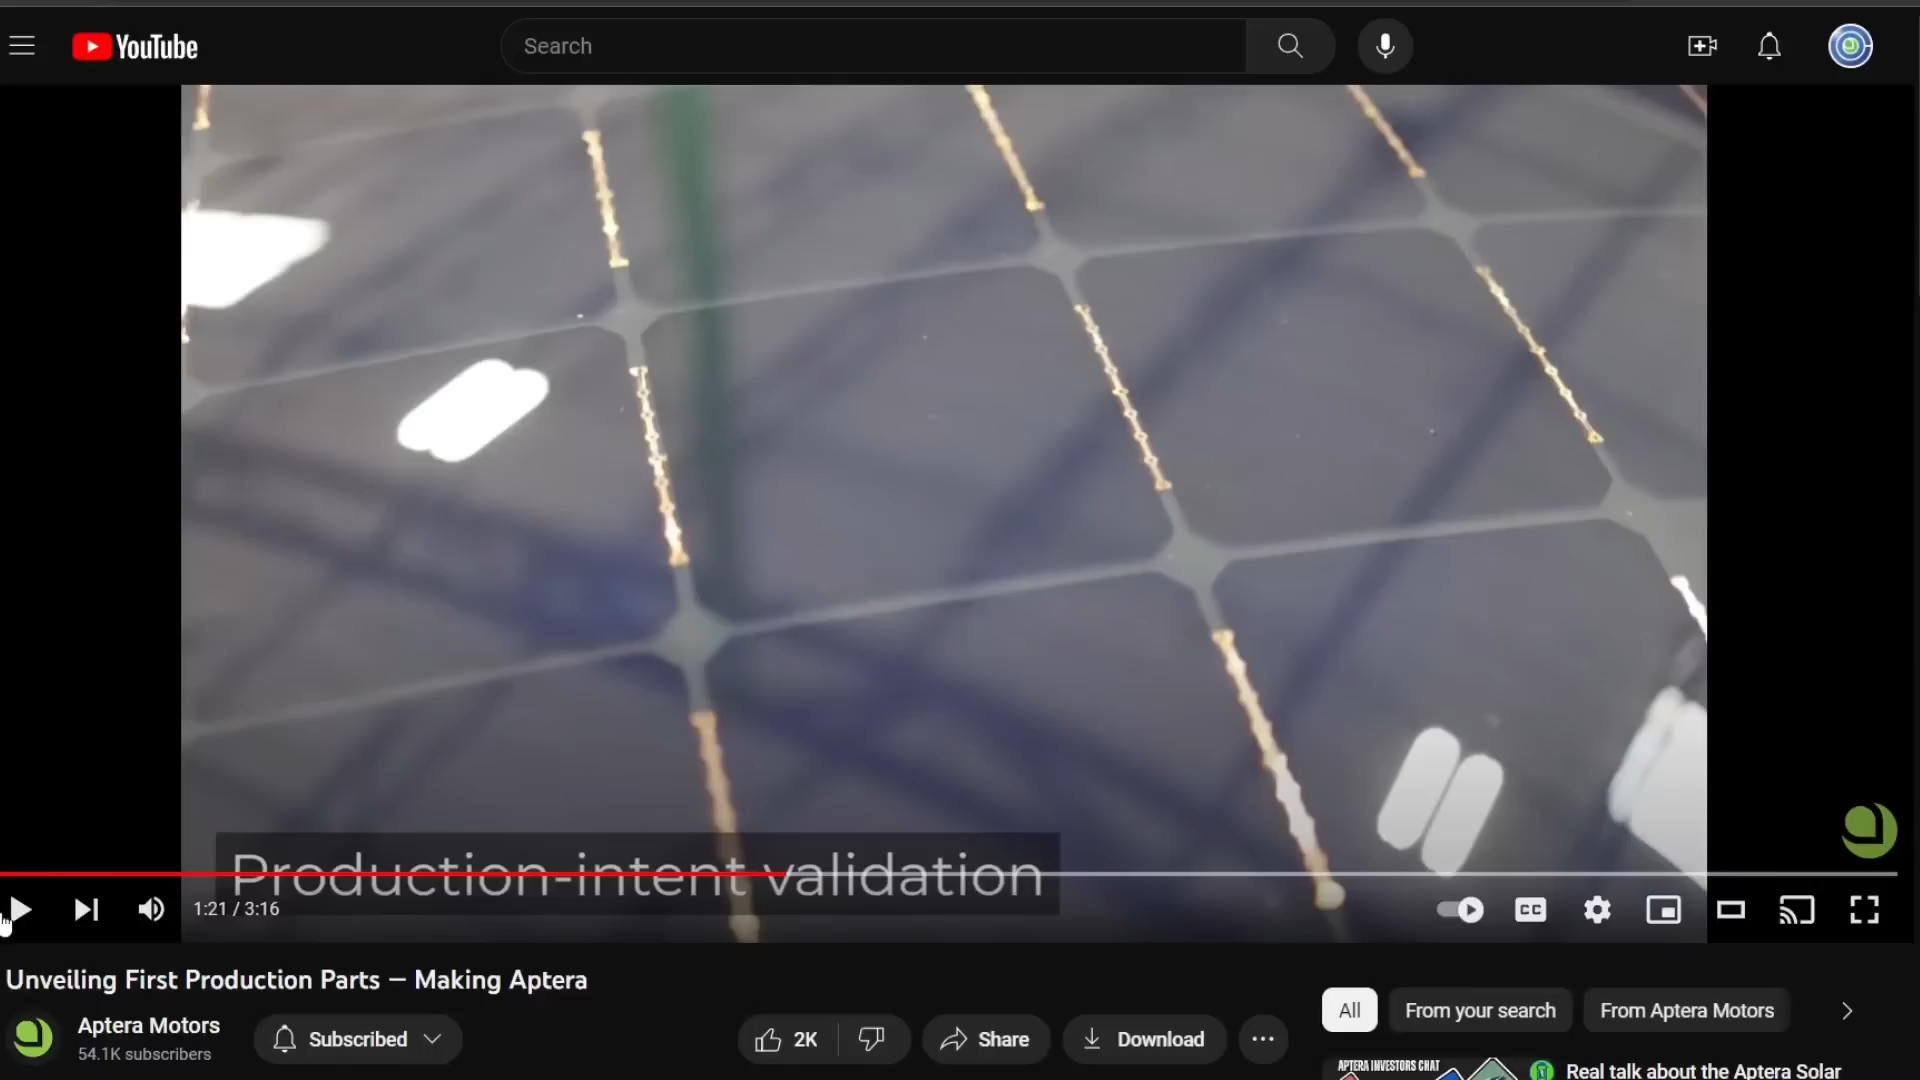 YouTube
Search
Production-intent validation
1:21 / 3:16
CC
Unveiling First Production Parts — Making Aptera
Aptera Motors
54.1K subscribers
Subscribed
2K
Share
Download
All
From your search
From Aptera Motors
APTERA INVESTORS CHAT
Real talk about the Aptera Solar